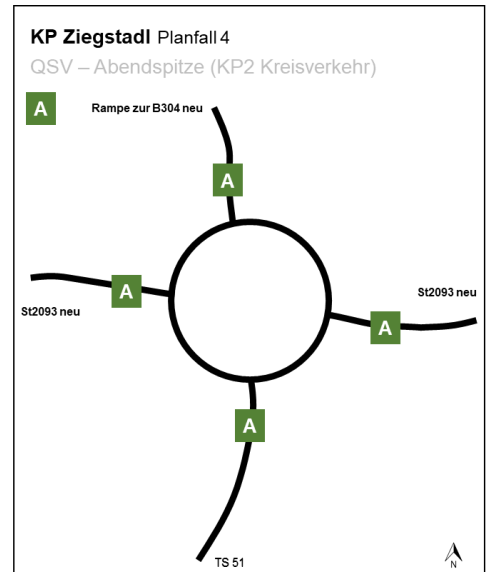 KP Ziegstadl Planfall 4
QSV – Abendspitze (KP2 Kreisverkehr)
A
Rampe zur B304 neu
A
A
St2093 neu
St2093 neu
A
A
TS 51
N